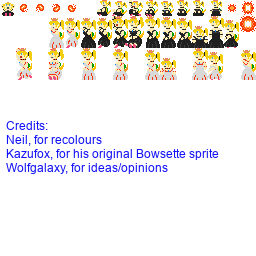 Credits:
Neil, for recolours
Kazufox, for his original Bowsette sprite
Wolfgalaxy, for ideas/opinions